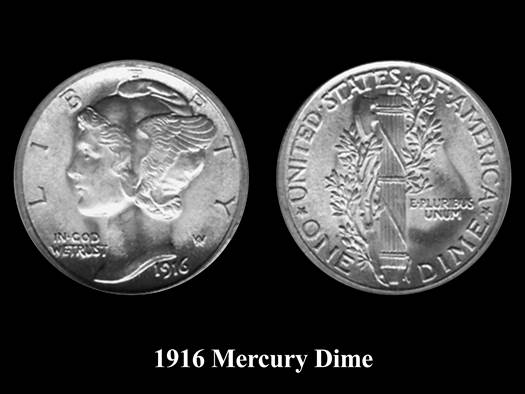 LIBERTY
IN·GOD
WE TRUST
W
1916
UNITED·STATES·OF·AMERICA
E·PLURIBUS
UNUM
ONE DIME
1916 Mercury Dime